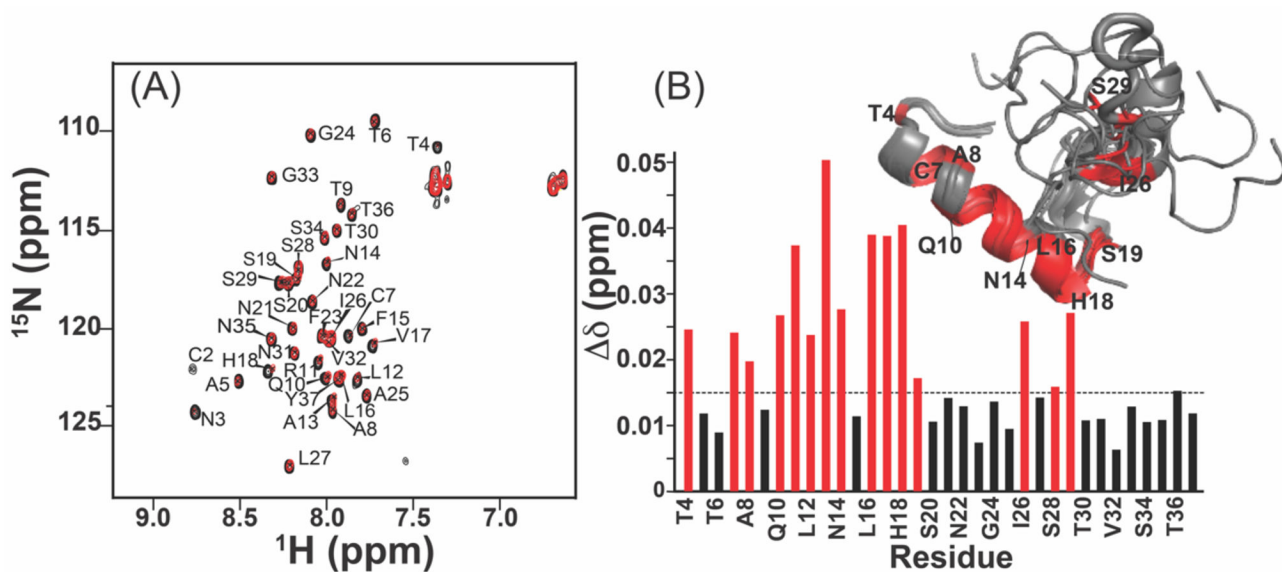 (A)
110
115
120
125
15N (ppm)
G24
T6
T4
G33
T9
T36
S34
T30
S28
S19
N14
S29
N22
S20
I26
C7
N21
F23
F15
N35
V17
N31
V32
C2
H18
R11
L12
Q10
A5
Y37
A25
L16
N3
A13
A8
L27
9.0 8.5 8.0 7.5 7.0
1H (ppm)
(B)
S29
T4
A8
C7
I26
Q10
L16
S19
N14
H18
0.05
0.04
0.03
0.02
0.01
0
Δδ (ppm)
T4 T6 A8 Q10 L12 N14 L16 H18 S20 N22 G24 I26 S28 T30 V32 S34 T36
Residue